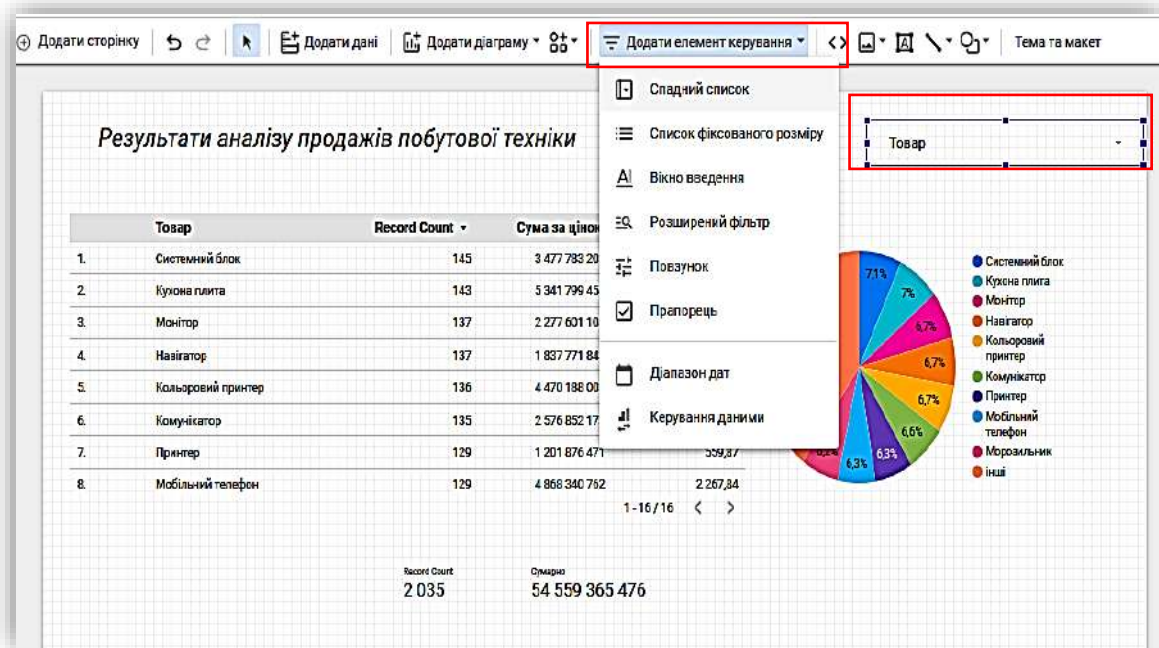 Додати сторінку Додати дані Додати діаграму Додати елемент керування Тема та макет
Спадний список
Список фіксованого розміру
Вікно введення
Розширений фільтр
Повзунок
Прапорець
Діапазон дат
Керування даними
Результати аналізу продажів побутової техніки
Товар
Товар Record Count Сума за ціною
1. Системний блок 145 3 477 783 20
2. Кухона плита 143 5 341 799 45
3. Монітор 137 2 277 601 10
4. Навігатор 137 1 837 771 84
5. Кольоровий принтер 136 4 470 188 00
6. Комунікатор 135 2 576 852 17
7. Принтер 129 1 201 876 471 559,87
8. Мобільний телефон 129 4 868 340 762 2 267,84
1-16/16
7,1%
7%
6,7%
6,7%
6,7%
6,6%
6,3%
6,3%
6,2%
Системний блок
Кухона плита
Монітор
Навігатор
Кольоровий
принтер
Комунікатор
Принтер
Мобільний
телефон
Морозильник
інші
Record Count
2 035
Сумарно
54 559 365 476